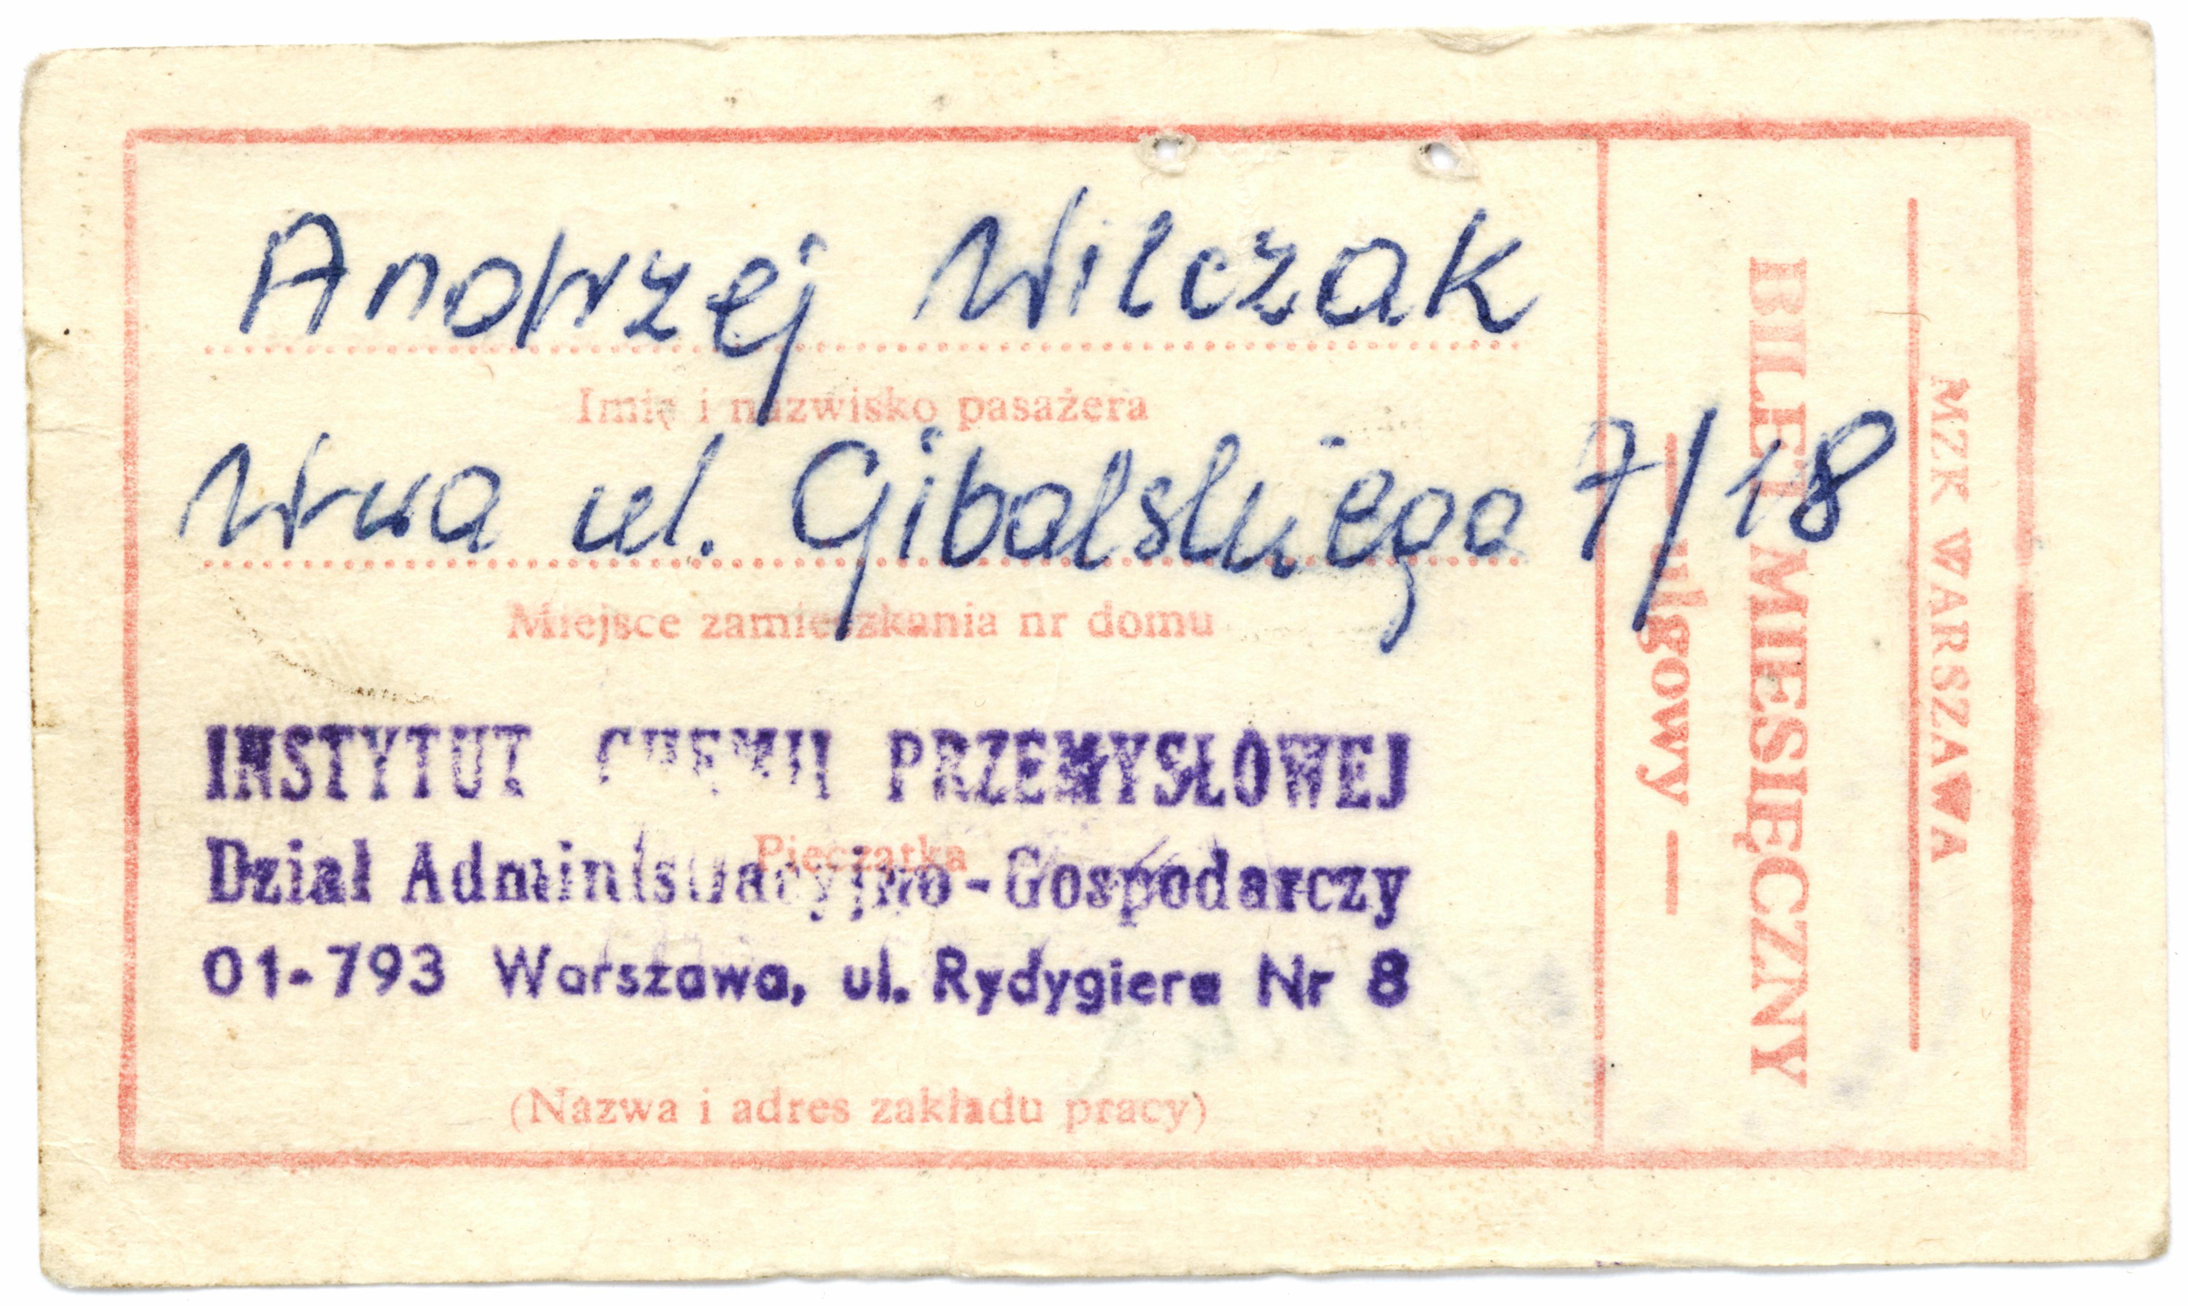 Andrzej Wilczak
Imię i nazwisko pasażera
Wwa ul. Gibalskiego 7/18
Miejsce zamieszkania nr domu
INSTYTUT CHEMII PRZEMYSŁOWEJ
Pieczątka
Dział Administracyjno-Gospodarczy
01-793 Warszawa, ul. Rydygiera Nr 8
(Nazwa i adres zakładu pracy)
MZK WARSZAWA
BILET MIESIĘCZNY
— ulgowy —